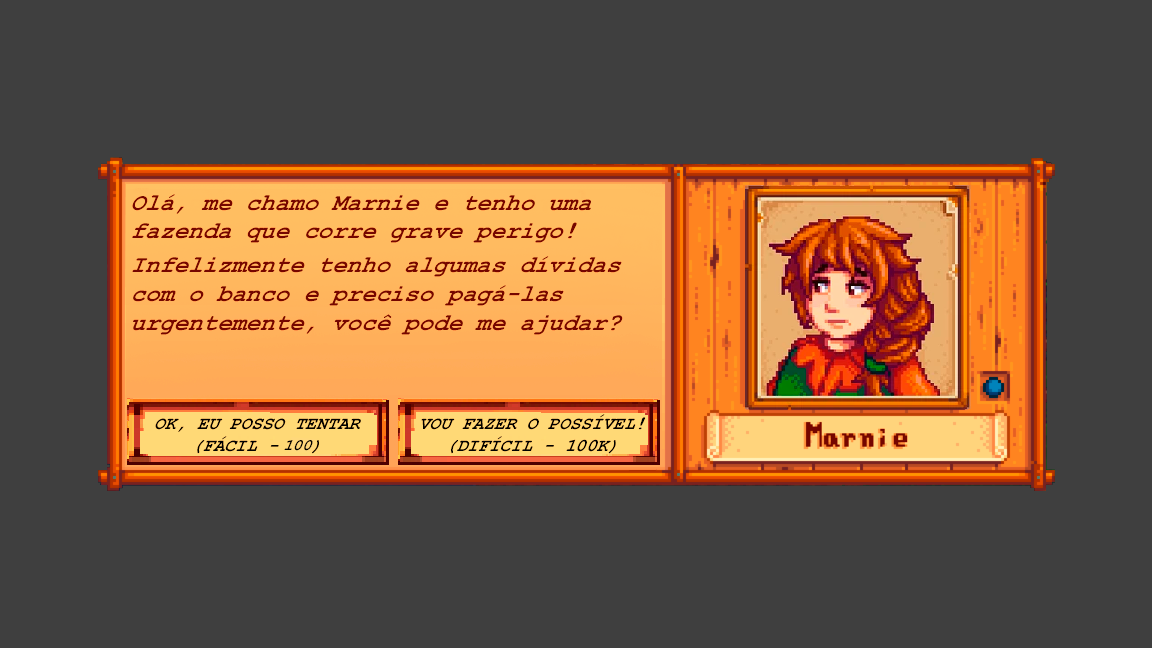 Olá, me chamo Marnie e tenho uma
fazenda que corre grave perigo!
Infelizmente tenho algumas dívidas
com o banco e preciso pagá-las
urgentemente, você pode me ajudar?
OK, EU POSSO TENTAR
(FÁCIL - 100)
VOU FAZER O POSSÍVEL!
(DIFÍCIL - 100K)
Marnie